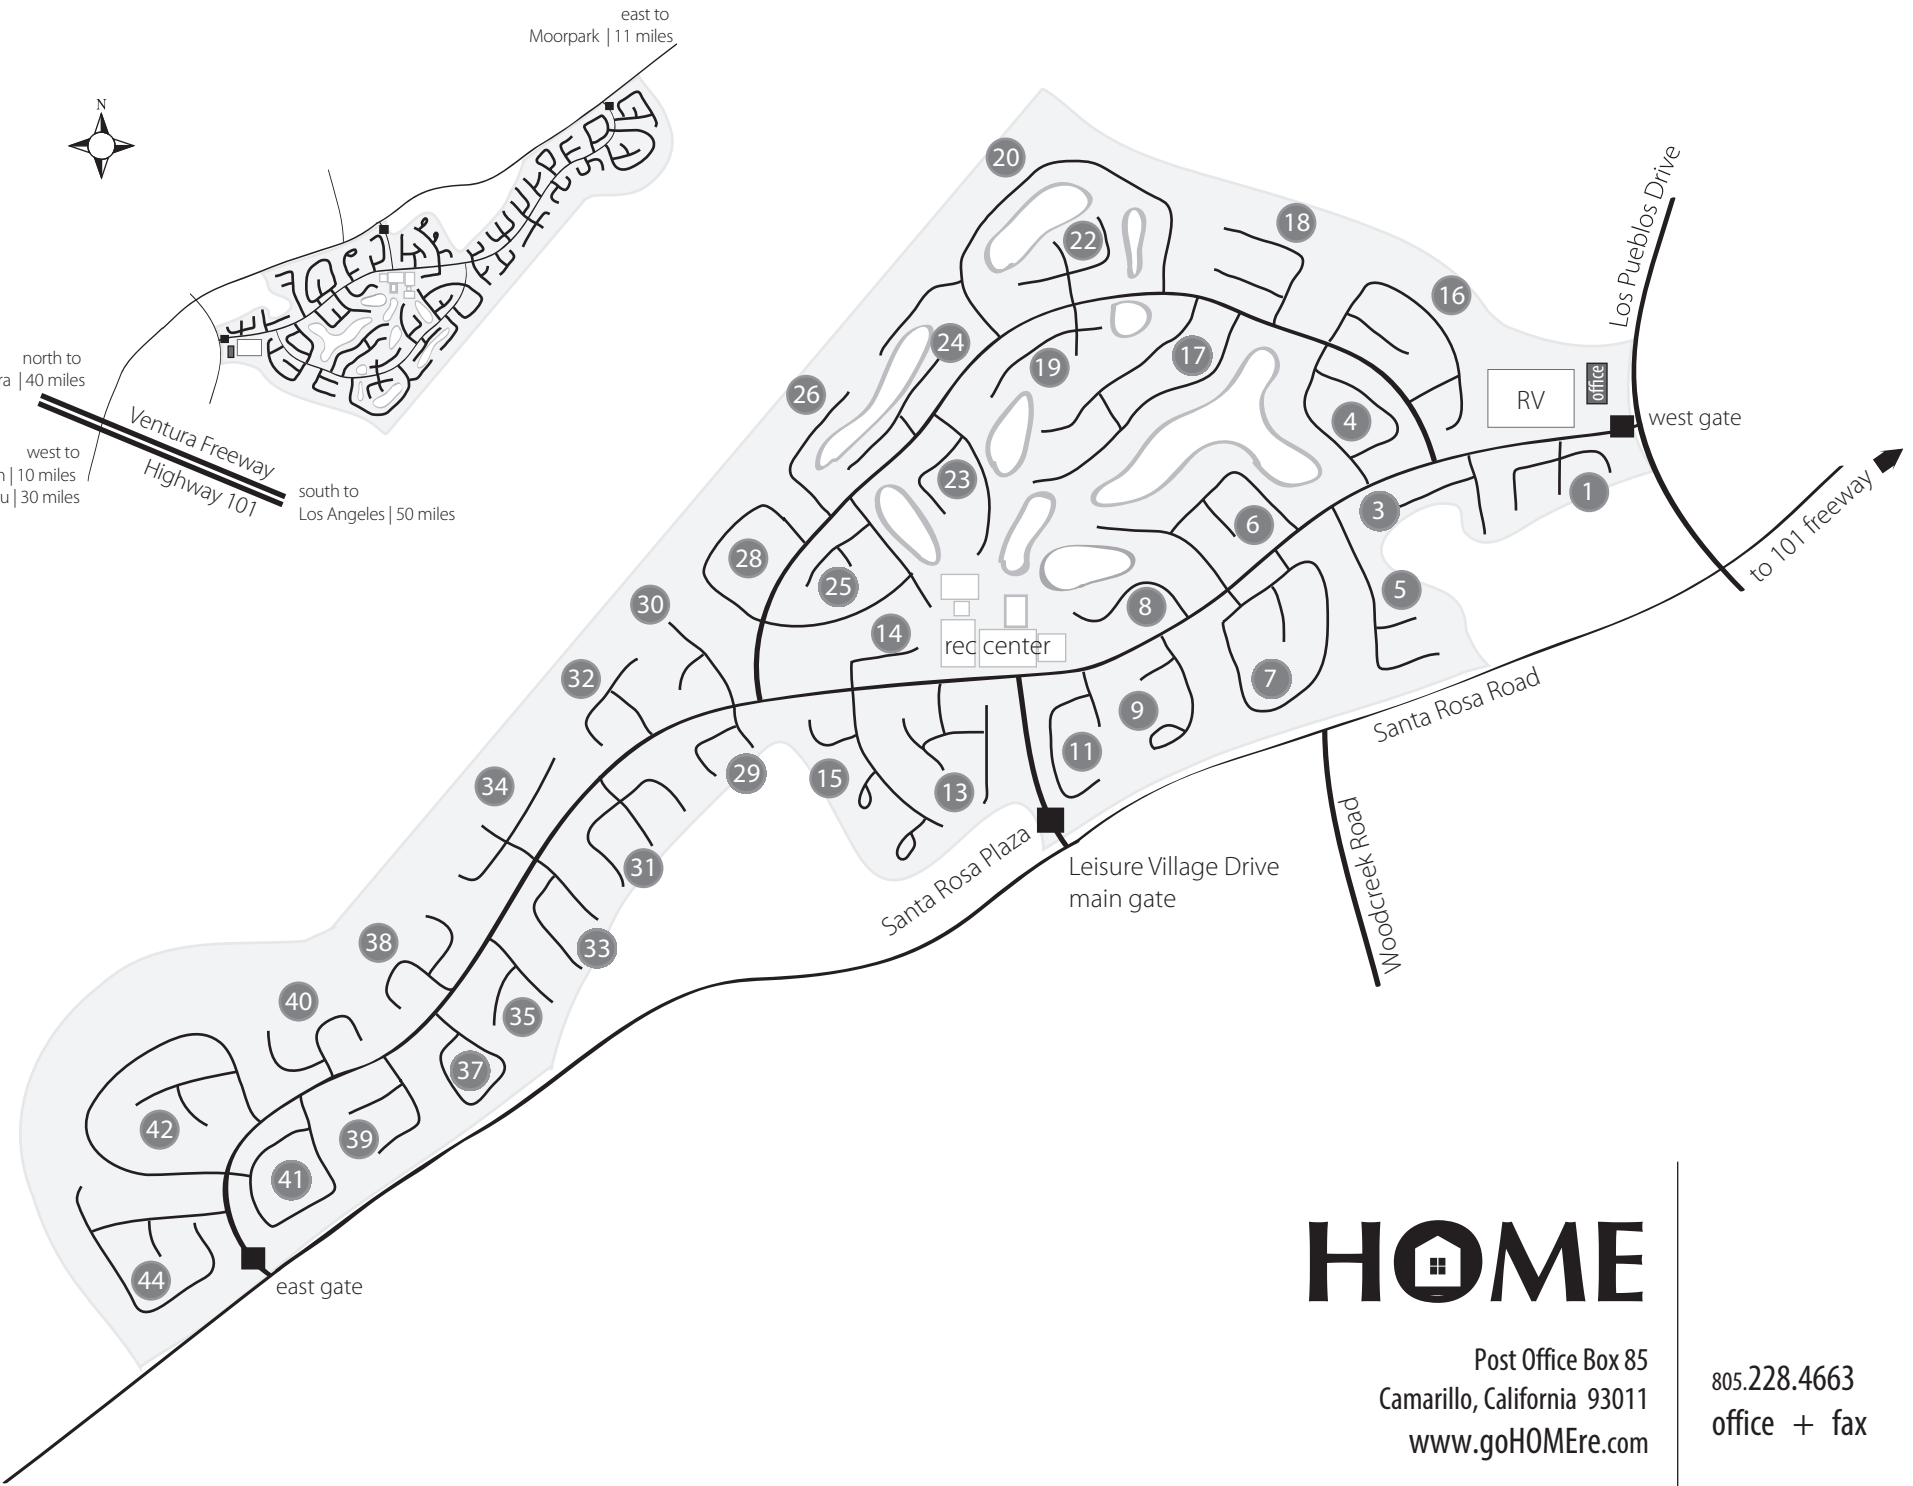 east to
Moorpark | 11 miles
N
north to
ra | 40 miles
Ventura Freeway
Highway 101
west to
| 10 miles
u | 30 miles
south to
Los Angeles | 50 miles
20
22
18
16
24
19
17
26
4
RV
office
Los Pueblos Drive
west gate
23
1
3
6
to 101 freeway
28
25
5
8
30
14
rec center
32
7
9
Santa Rosa Road
11
29
15
13
34
Santa Rosa Plaza
Woodcreek Road
31
Leisure Village Drive
main gate
38
33
40
35
37
42
39
41
44
east gate
HOME
Post Office Box 85
Camarillo, California 93011
www.goHOMEre.com
805.228.4663
office + fax